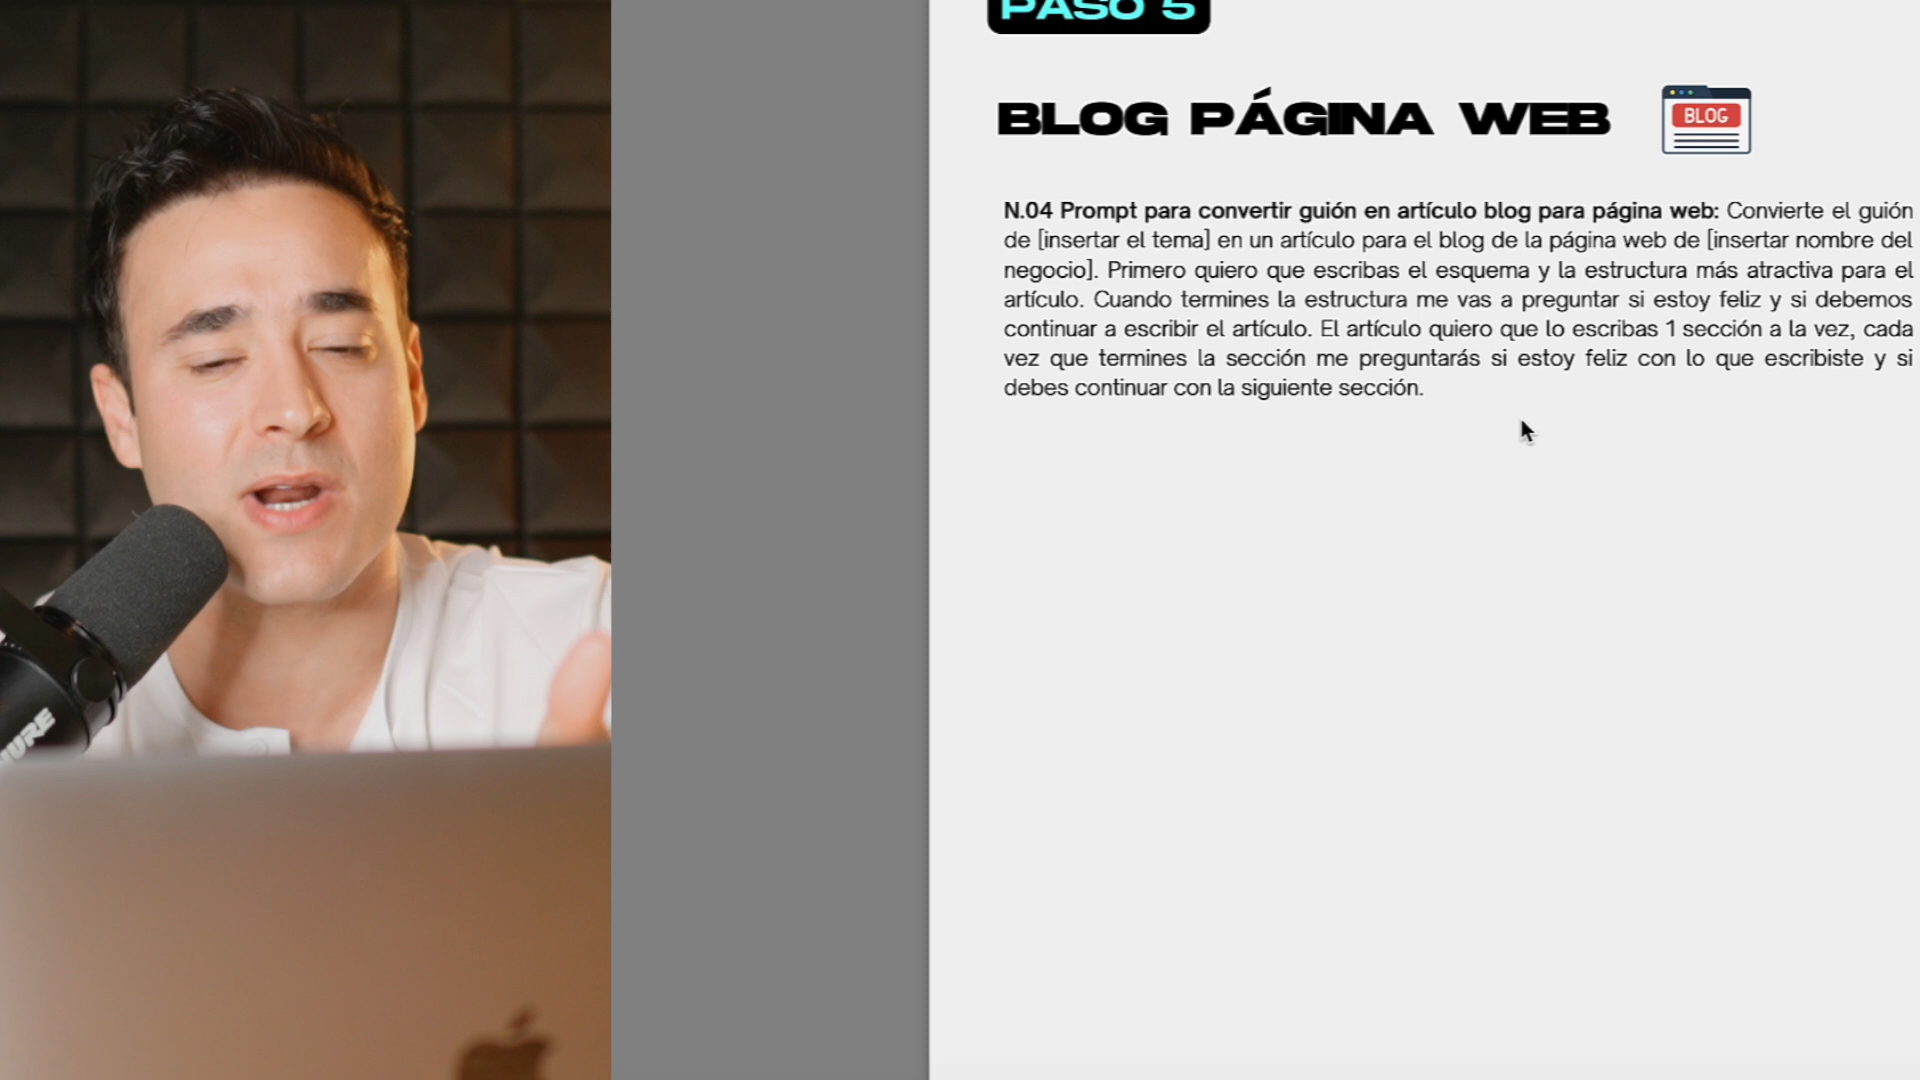 PASO 5
BLOG PÁGINA WEB
BLOG
N.04 Prompt para convertir guión en artículo blog para página web: Convierte el guión
de [insertar el tema] en un artículo para el blog de la página web de [insertar nombre del
negocio]. Primero quiero que escribas el esquema y la estructura más atractiva para el
artículo. Cuando termines la estructura me vas a preguntar si estoy feliz y si debemos
continuar a escribir el artículo. El artículo quiero que lo escribas 1 sección a la vez, cada
vez que termines la sección me preguntarás si estoy feliz con lo que escribiste y si
debes continuar con la siguiente sección.